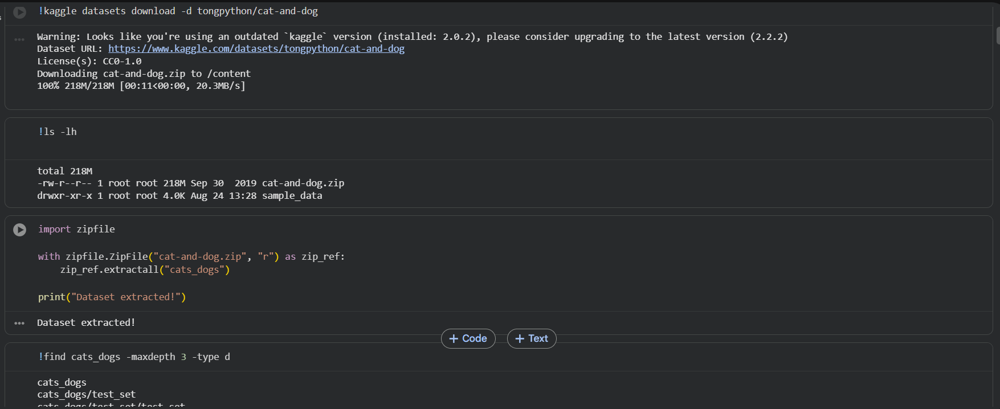 !kaggle datasets download -d tongpython/cat-and-dog
Warning: Looks like you're using an outdated `kaggle` version (installed: 2.0.2), please consider upgrading to the latest version (2.2.2)
Dataset URL: https://www.kaggle.com/datasets/tongpython/cat-and-dog
License(s): CC0-1.0
Downloading cat-and-dog.zip to /content
100% 218M/218M [00:11<00:00, 20.3MB/s]
!ls -lh
total 218M
-rw-r--r-- 1 root root 218M Sep 30  2019 cat-and-dog.zip
drwxr-xr-x 1 root root 4.0K Aug 24 13:28 sample_data
import zipfile
with zipfile.ZipFile("cat-and-dog.zip", "r") as zip_ref:
    zip_ref.extractall("cats_dogs")
print("Dataset extracted!")
Dataset extracted!
+ Code + Text
!find cats_dogs -maxdepth 3 -type d
cats_dogs
cats_dogs/test_set
cats_dogs/test_set/test_set